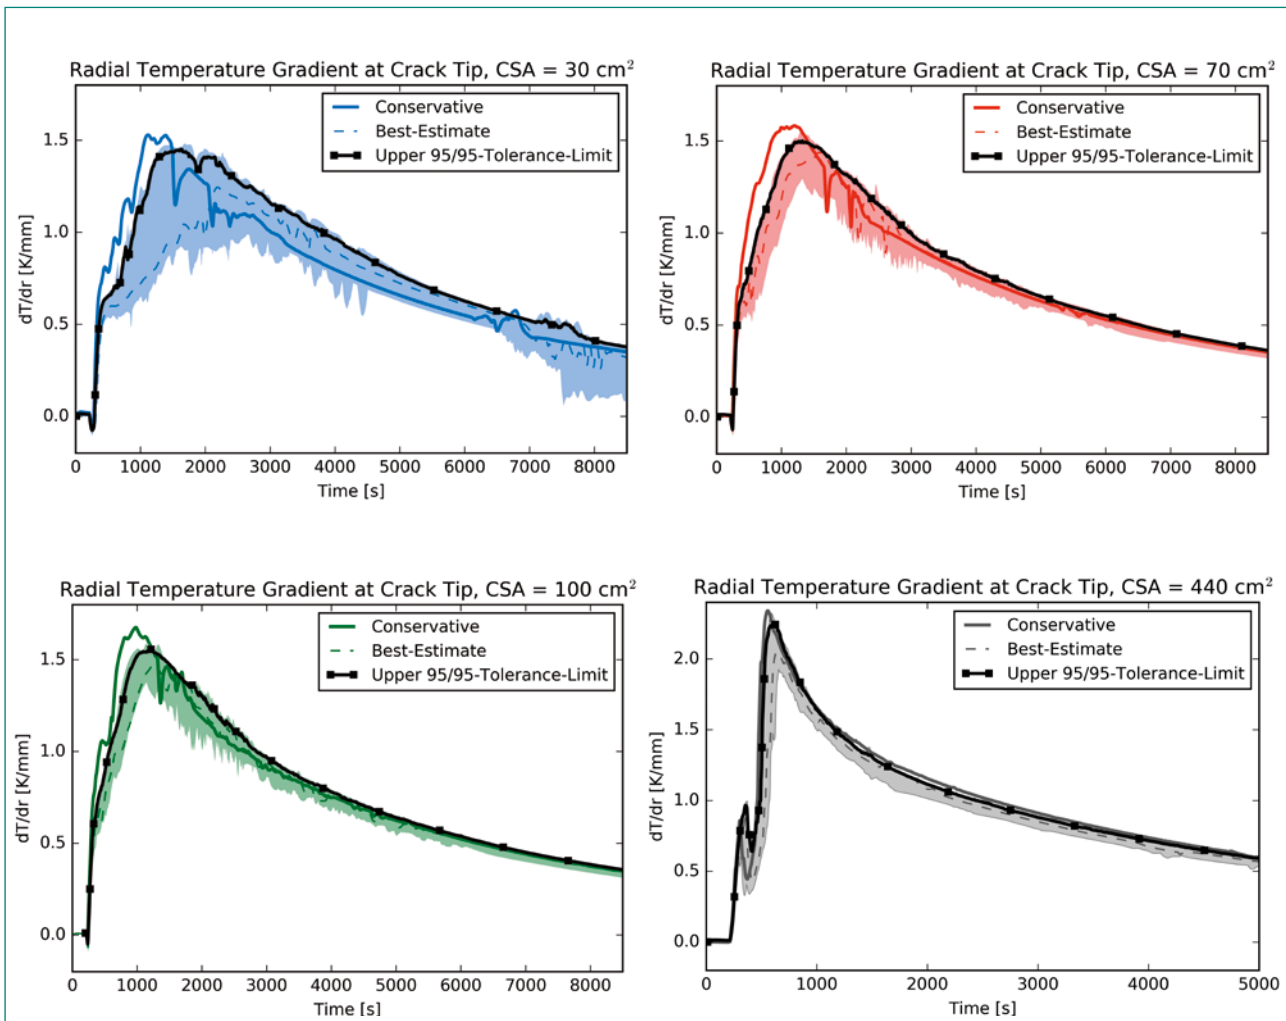 Radial Temperature Gradient at Crack Tip, CSA = 30 cm²
Conservative
Best-Estimate
Upper 95/95-Tolerance-Limit
dT/dr [K/mm]
1.5
1.0
0.5
0.0
0 1000 2000 3000 4000 5000 6000 7000 8000
Time [s]
Radial Temperature Gradient at Crack Tip, CSA = 70 cm²
Conservative
Best-Estimate
Upper 95/95-Tolerance-Limit
dT/dr [K/mm]
1.5
1.0
0.5
0.0
0 1000 2000 3000 4000 5000 6000 7000 8000
Time [s]
Radial Temperature Gradient at Crack Tip, CSA = 100 cm²
Conservative
Best-Estimate
Upper 95/95-Tolerance-Limit
dT/dr [K/mm]
1.5
1.0
0.5
0.0
0 1000 2000 3000 4000 5000 6000 7000 8000
Time [s]
Radial Temperature Gradient at Crack Tip, CSA = 440 cm²
Conservative
Best-Estimate
Upper 95/95-Tolerance-Limit
dT/dr [K/mm]
2.0
1.5
1.0
0.5
0.0
0 1000 2000 3000 4000 5000
Time [s]